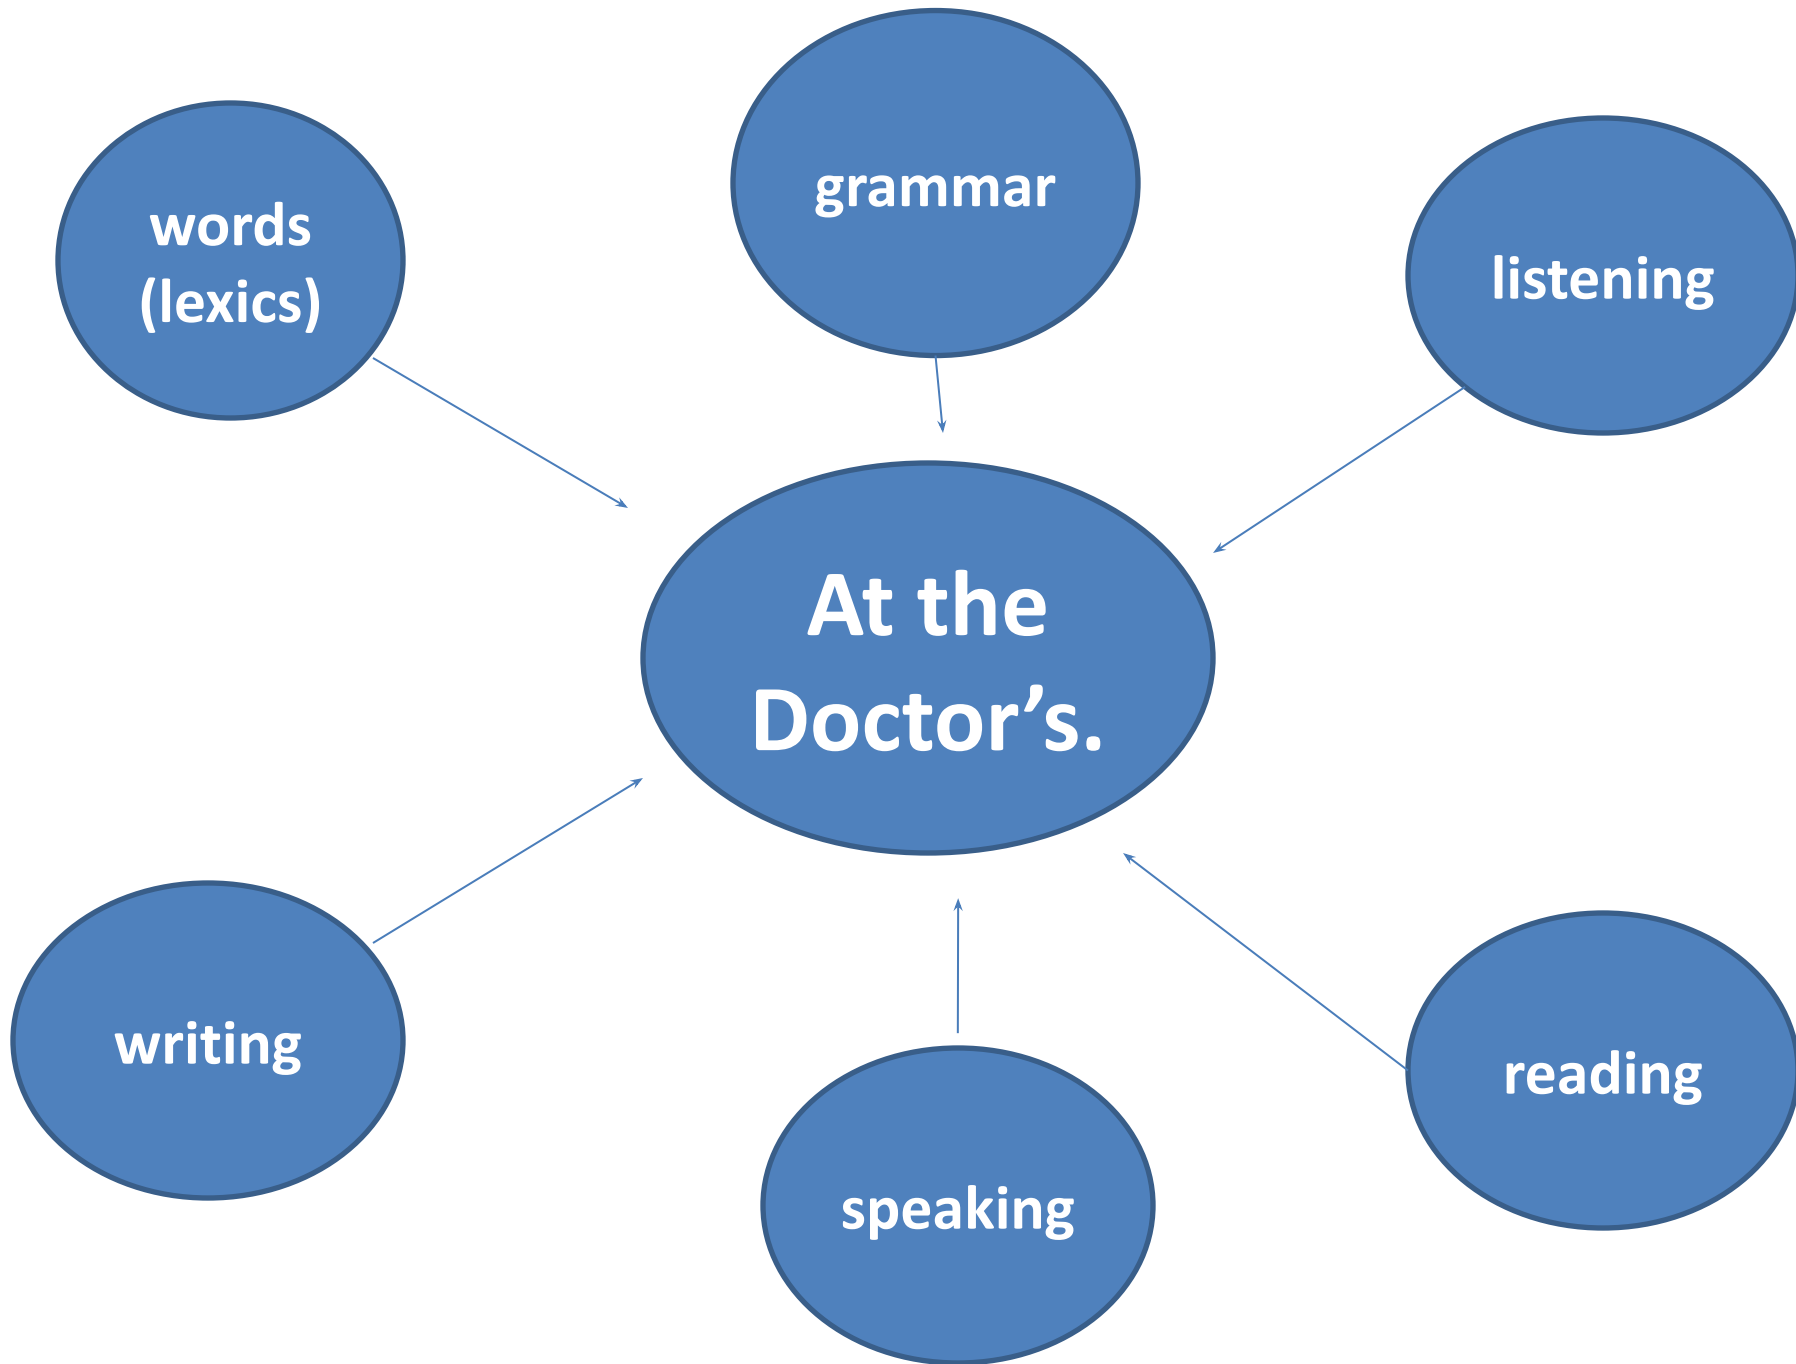 grammar
words
(lexics)
listening
At the
Doctor’s.
writing
reading
speaking